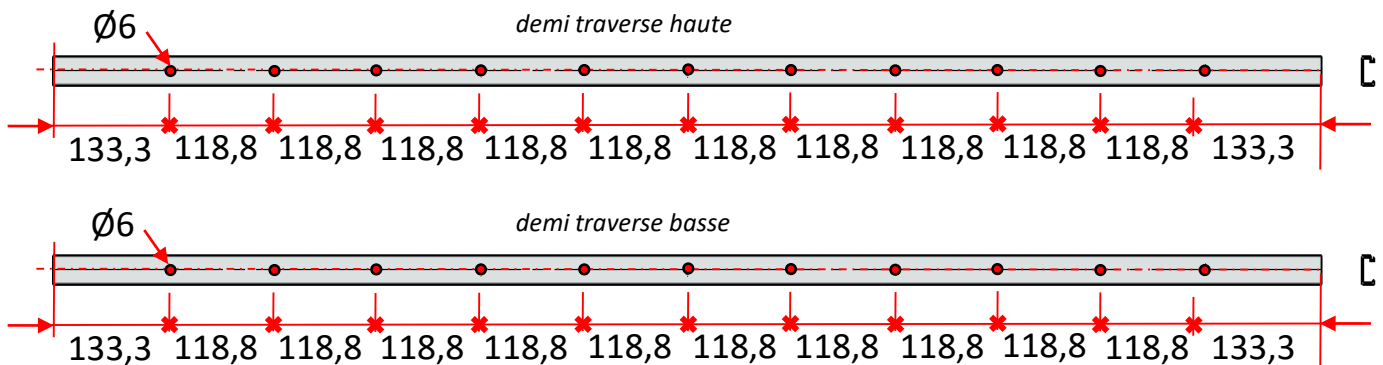 Ø6 demi traverse haute
133,3 118,8 118,8 118,8 118,8 118,8 118,8 118,8 118,8 118,8 118,8 133,3
Ø6 demi traverse basse
133,3 118,8 118,8 118,8 118,8 118,8 118,8 118,8 118,8 118,8 118,8 133,3